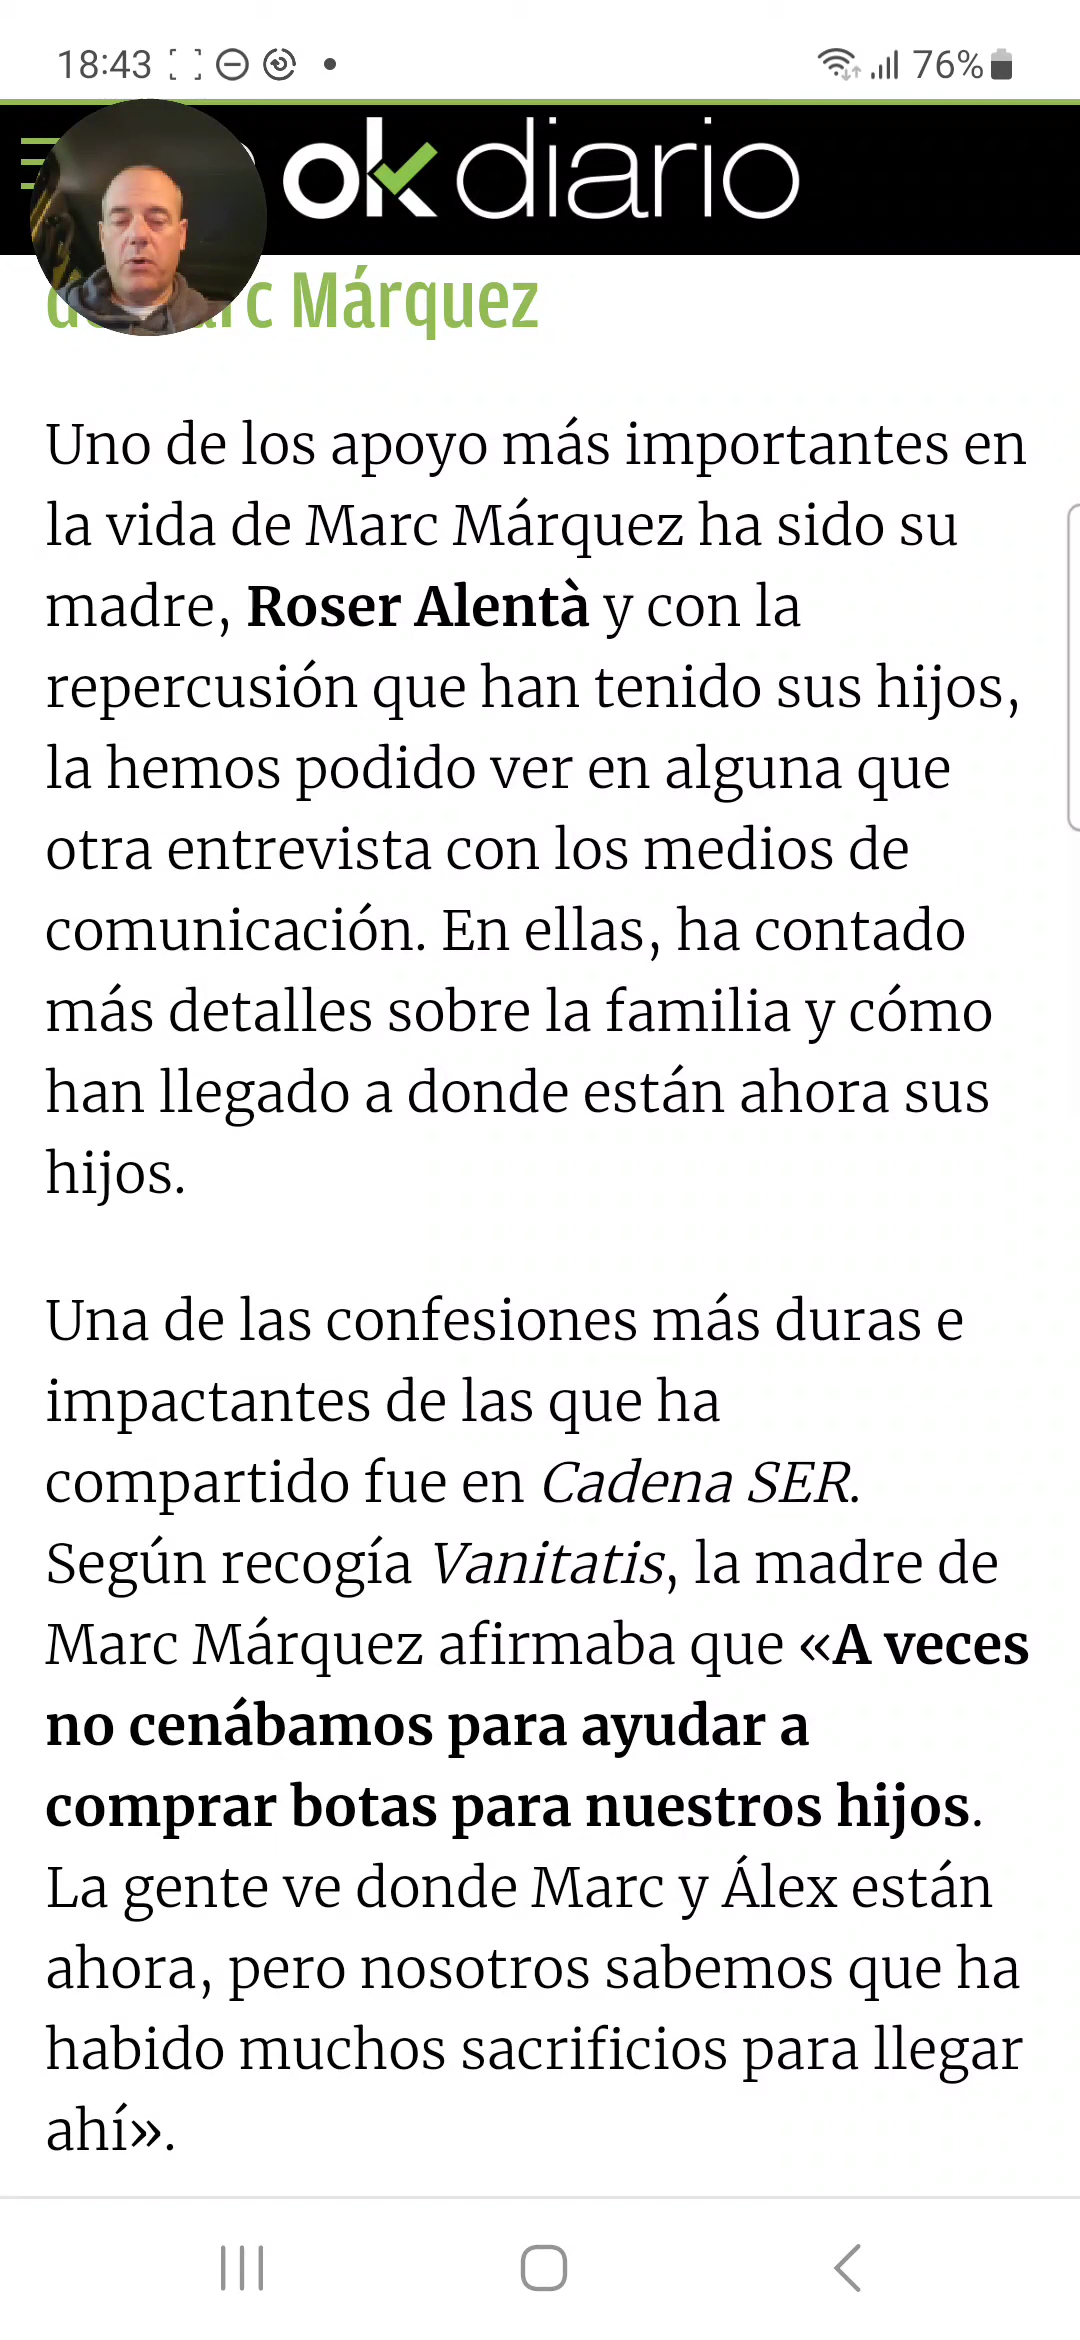 18:43 76%
ok diario
Márquez
Uno de los apoyo más importantes en
la vida de Marc Márquez ha sido su
madre, Roser Alentà y con la
repercusión que han tenido sus hijos,
la hemos podido ver en alguna que
otra entrevista con los medios de
comunicación. En ellas, ha contado
más detalles sobre la familia y cómo
han llegado a donde están ahora sus
hijos.
Una de las confesiones más duras e
impactantes de las que ha
compartido fue en Cadena SER.
Según recogía Vanitatis, la madre de
Marc Márquez afirmaba que «A veces
no cenábamos para ayudar a
comprar botas para nuestros hijos.
La gente ve donde Marc y Álex están
ahora, pero nosotros sabemos que ha
habido muchos sacrificios para llegar
ahí».